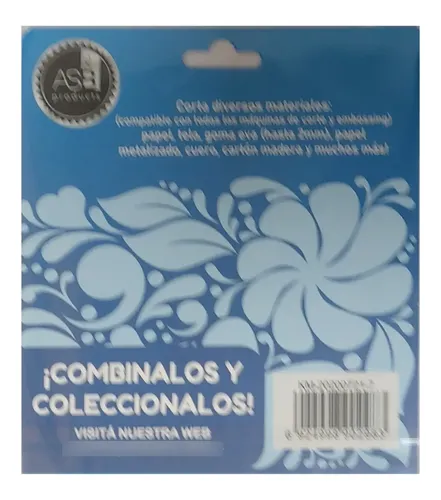 ASE
products
Corta diversos materiales:
(compatible con todas las máquinas de corte y embossing)
papel, tela, goma eva (hasta 2mm), papel
metalizado, cuero, cartón madera y muchos más!
¡COMBINALOS Y
COLECCIONALOS!
VISITÁ NUESTRA WEB